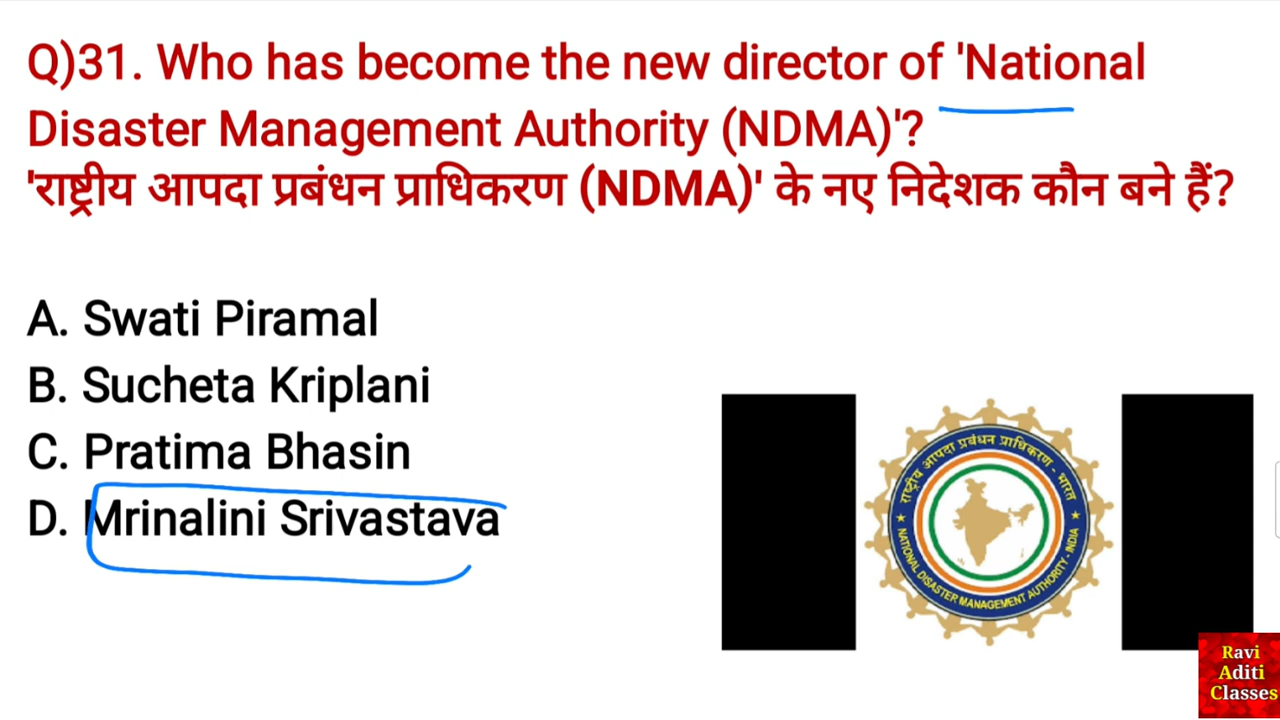 Q)31. Who has become the new director of 'National
Disaster Management Authority (NDMA)'?
'राष्ट्रीय आपदा प्रबंधन प्राधिकरण (NDMA)' के नए निदेशक कौन बने हैं?
A. Swati Piramal
B. Sucheta Kriplani
C. Pratima Bhasin
D. Mrinalini Srivastava
राष्ट्रीय आपदा प्रबंधन प्राधिकरण - भारत
NATIONAL DISASTER MANAGEMENT AUTHORITY - INDIA
Ravi
Aditi
Classes